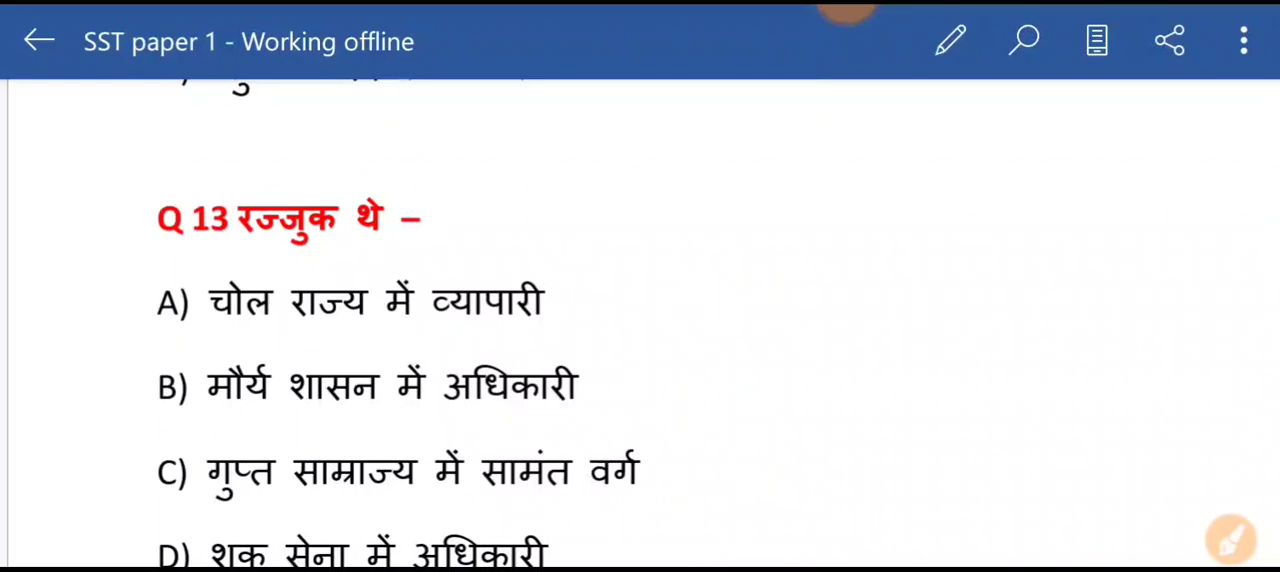 SST paper 1 - Working offline
Q 13 रज्जुक थे –
A) चोल राज्य में व्यापारी
B) मौर्य शासन में अधिकारी
C) गुप्त साम्राज्य में सामंत वर्ग
D) शक सेना में अधिकारी